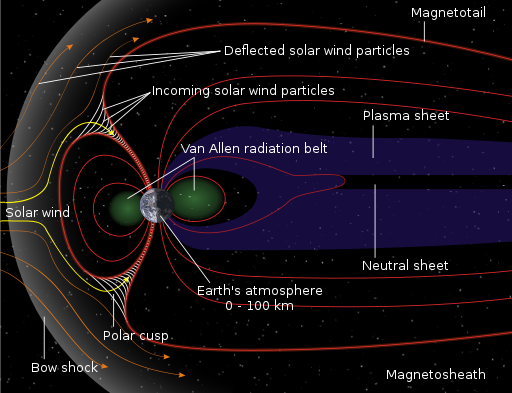 Magnetotail
Deflected solar wind particles
Incoming solar wind particles
Plasma sheet
Van Allen radiation belt
Solar wind
Neutral sheet
Earth's atmosphere
0 - 100 km
Polar cusp
Bow shock
Magnetosheath